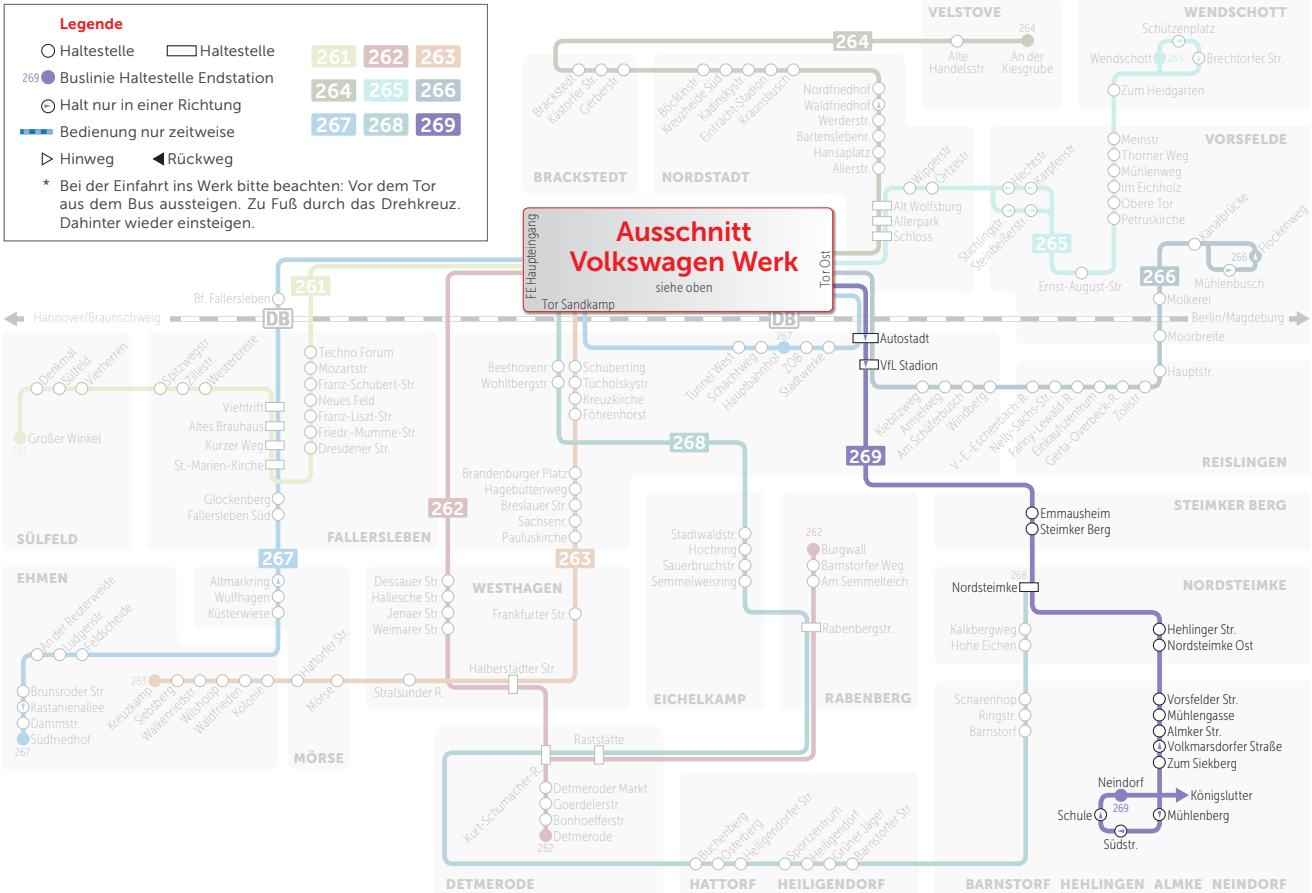 Legende
Haltestelle
Haltestelle
269 Buslinie Haltestelle Endstation
Halt nur in einer Richtung
Bedienung nur zeitweise
Hinweg
Rückweg
* Bei der Einfahrt ins Werk bitte beachten: Vor dem Tor
aus dem Bus aussteigen. Zu Fuß durch das Drehkreuz.
Dahinter wieder einsteigen.
261 262 263
264 265 266
267 268 269
VELSTOVE
264
264
Alte
Handelsstr.
An der
Kiesgrube
WENDSCHOTT
Schützenplatz
Wendschott
265
Brechtorfer Str.
Zum Heidgarten
Brackstedt
Kästorfer Str.
Gerberstr.
BRACKSTEDT
Böcklinstr.
Kreuzheide Süd
Kadinskystr.
Eintracht-Stadion
Kraunsbusch
NORDSTADT
Nordfriedhof
Waldfriedhof
Werderstr.
Bartenslebenr.
Hansaplatz
Allerstr.
Alt Wolfsburg
Allerpark
Schloss
Wipperstr.
Örtzestr.
Hechtstr.
Karpfenstr.
Stichlingstr.
Steinbeißerstr.
265
Ernst-August-Str.
VORSFELDE
Meinstr.
Thorner Weg
Mühlenweg
Im Eichholz
Obere Tor
Petruskirche
Kanalbrücke
Flockenweg
266
Mühlenbusch
266
Molkerei
Moorbreite
Hauptstr.
FE Haupteingang
Ausschnitt
Volkswagen Werk
siehe oben
Tor Sandkamp
Tor Ost
261
Bf. Fallersleben
Hannover/Braunschweig
DB
DB
Berlin/Magdeburg
Denkmal
Sülfeld
Vierherren
Spitzwegstr.
Zillestr.
Westerbreite
Großer Winkel
261
SÜLFELD
Techno Forum
Mozartstr.
Franz-Schubert-Str.
Neues Feld
Franz-Liszt-Str.
Friedr.-Mumme-Str.
Dresdener Str.
Viehtrift
Altes Brauhaus
Kurzer Weg
St.-Marien-Kirche
Glockenberg
Fallersleben Süd
FALLERSLEBEN
267
Beethovenr.
Wohltbergstr.
Schuberting
Tucholskystr.
Kreuzkirche
Föhrenhorst
Tunnel West
Schachtweg
Hauptbahnhof
267
ZOB
Stadtwerke
Autostadt
VfL Stadion
Kiebitzweg
Amselweg
Am Schäferbusch
Windberg
V.-E.-Eschenbach-R.
Nelly-Sachs-Str.
Fanny-Lewald-R.
Einkaufszentrum
Gerta-Overbeck-R.
Zollstr.
REISLINGEN
268
269
262
Brandenburger Platz
Hagebuttenweg
Breslauer Str.
Sachsenr.
Pauluskirche
263
Frankfurter Str.
WESTHAGEN
Dessauer Str.
Hallesche Str.
Jenaer Str.
Weimarer Str.
Halberstädter Str.
Stralsunder R.
EHMEN
An der Reuterweide
Ludgerstr.
Feldscheide
Altmarkring
Wulfhagen
Küsterwiese
Brunsroder Str.
Kastanienallee
Dammstr.
Südfriedhof
267
263
Kreuzkamp
Siebsberg
Walkenriedstr.
Wilshoop
Waldfrieden
Kolonie
Hattorfer Str.
Mörse
MÖRSE
Stadtwaldstr.
Hochring
Sauerbruchstr.
Semmelweisring
EICHELKAMP
262
Burgwall
Barnstorfer Weg
Am Semmelteich
Rabenbergstr.
RABENBERG
STEIMKER BERG
Emmausheim
Steimker Berg
268
Nordsteimke
NORDSTEIMKE
Hehlinger Str.
Nordsteimke Ost
Kalkbergweg
Hohe Eichen
Scharenhop
Ringstr.
Barnstorf
Vorsfelder Str.
Mühlengasse
Almker Str.
Volkmarsdorfer Straße
Zum Siekberg
Neindorf
269
Königslutter
Schule
Mühlenberg
Südstr.
Raststätte
Kurt-Schumacher-R.
Detmeroder Markt
Goerdelerstr.
Bonhoefferstr.
Detmerode
262
DETMERODE
Buchenberg
Osterberg
Heiligendorfer Str.
Sportzentrum
Heiligendorf
Grüner Jäger
Barnstorfer Str.
HATTORF
HEILIGENDORF
BARNSTORF
HEHLINGEN
ALMKE
NEINDORF